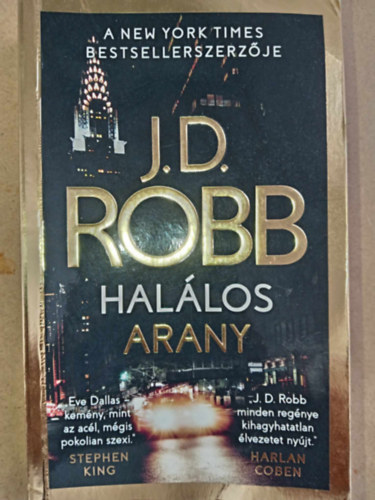 A NEW YORK TIMES
BESTSELLERSZERZŐJE
J.D.
ROBB
HALÁLOS
ARANY
Eve Dallas –
kemény, mint
az acél, mégis
pokolian szexi."
STEPHEN
KING
„J. D. Robb
minden regénye
kihagyhatatlan
élvezetet nyújt."
HARLAN
COBEN